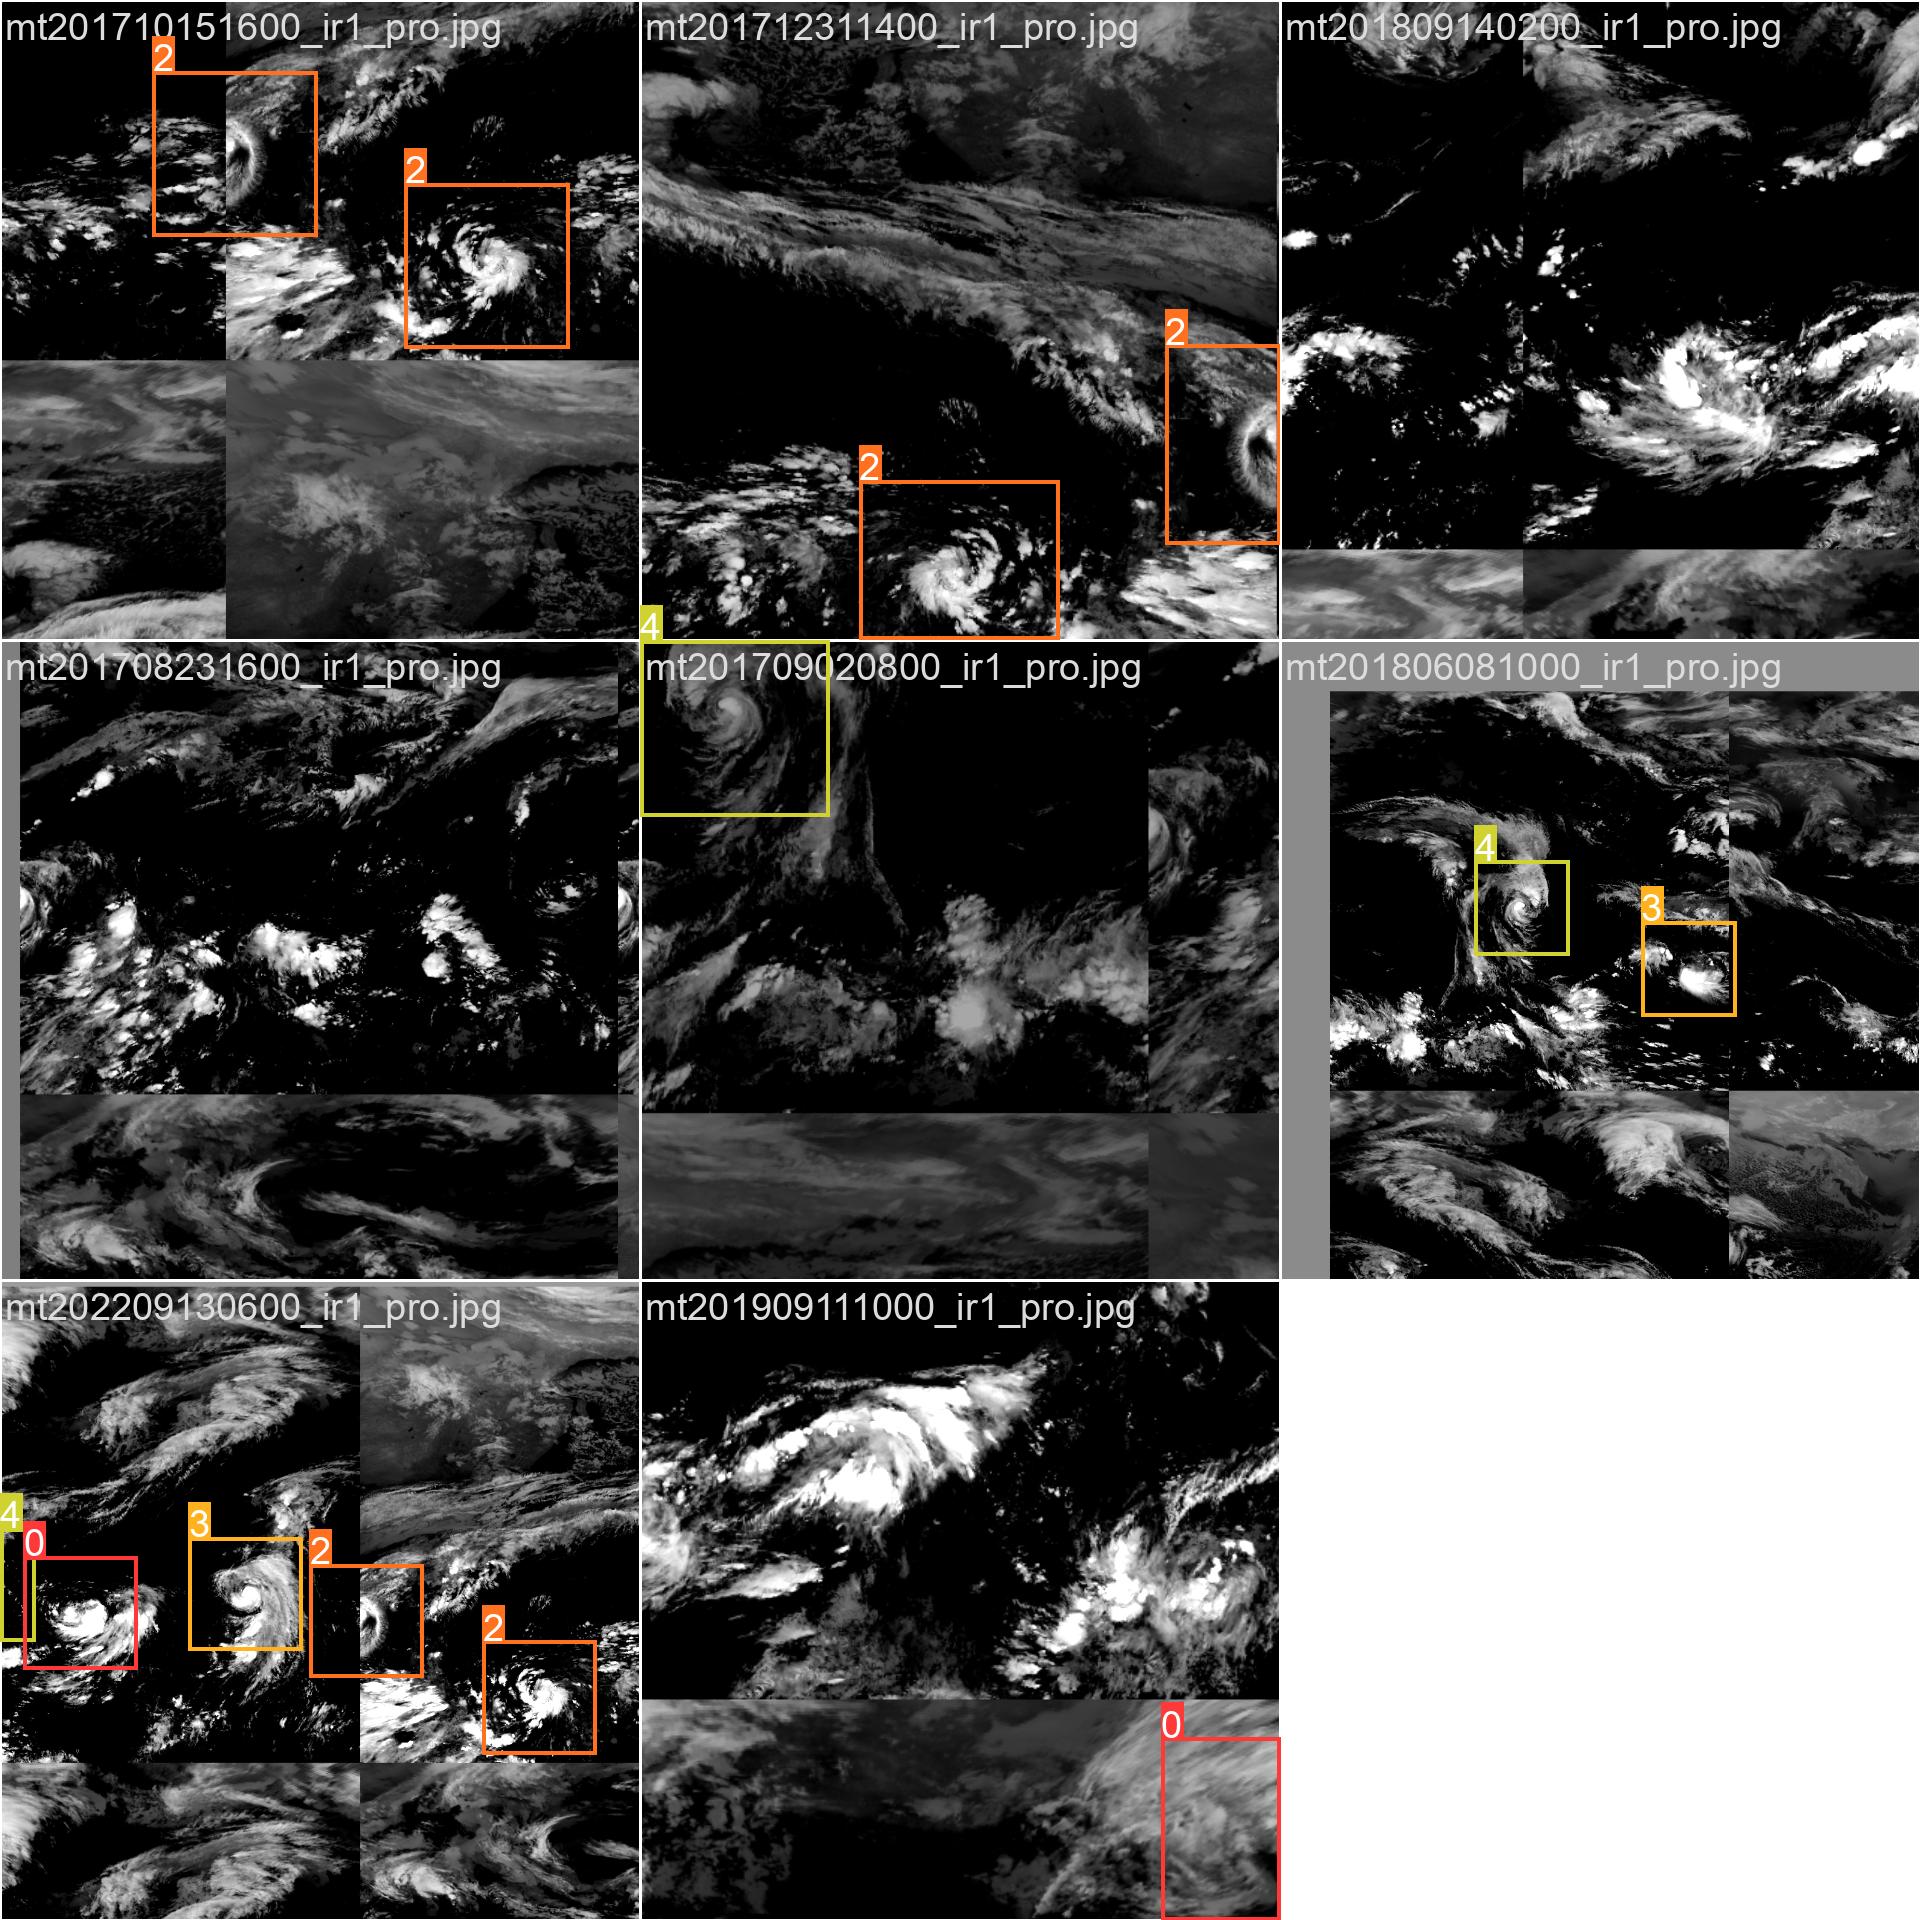 mt201710151600_ir1_pro.jpg
2
2
mt201712311400_ir1_pro.jpg
2
2
mt201809140200_ir1_pro.jpg
mt201708231600_ir1_pro.jpg
4
mt201709020800_ir1_pro.jpg
mt201806081000_ir1_pro.jpg
4
3
mt202209130600_ir1_pro.jpg
4
0
3
2
2
mt201909111000_ir1_pro.jpg
0